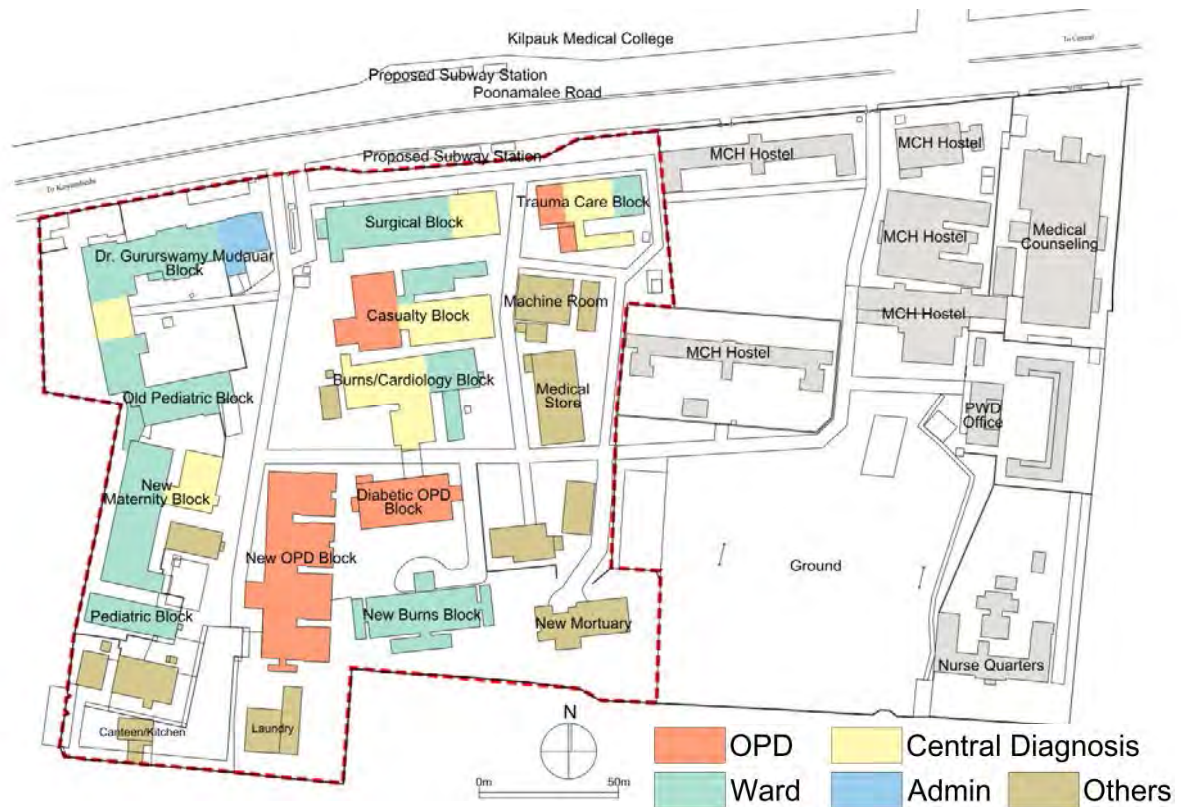 Kilpauk Medical College
To Central
Proposed Subway Station
Poonamalee Road
Proposed Subway Station
To Koyambedu
MCH Hostel
MCH Hostel
Trauma Care Block
Surgical Block
Dr. Gururswamy Mudauar
Block
MCH Hostel
Medical
Counseling
Machine Room
Casualty Block
MCH Hostel
MCH Hostel
Burns/Cardiology Block
Medical
Store
Old Pediatric Block
PWD
Office
New
Maternity Block
Diabetic OPD
Block
New OPD Block
Ground
Pediatric Block
New Burns Block
New Mortuary
Nurse Quarters
Canteen/Kitchen
Laundry
N
0m
50m
OPD
Central Diagnosis
Ward
Admin
Others